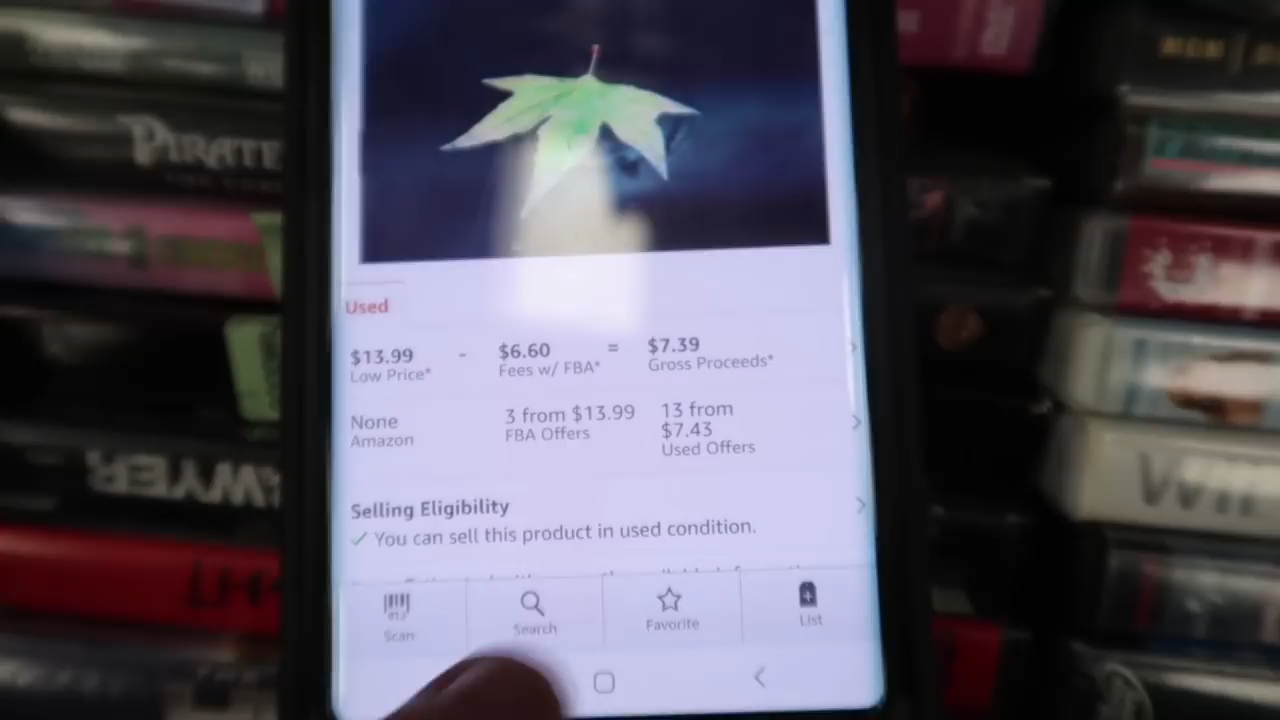 PIRATE
Used
$13.99 - $6.60 = $7.39
Low Price* Fees w/ FBA* Gross Proceeds*
None 3 from $13.99 13 from
$7.43
Amazon FBA Offers Used Offers
Selling Eligibility
✓ You can sell this product in used condition.
Scan Search Favorite List